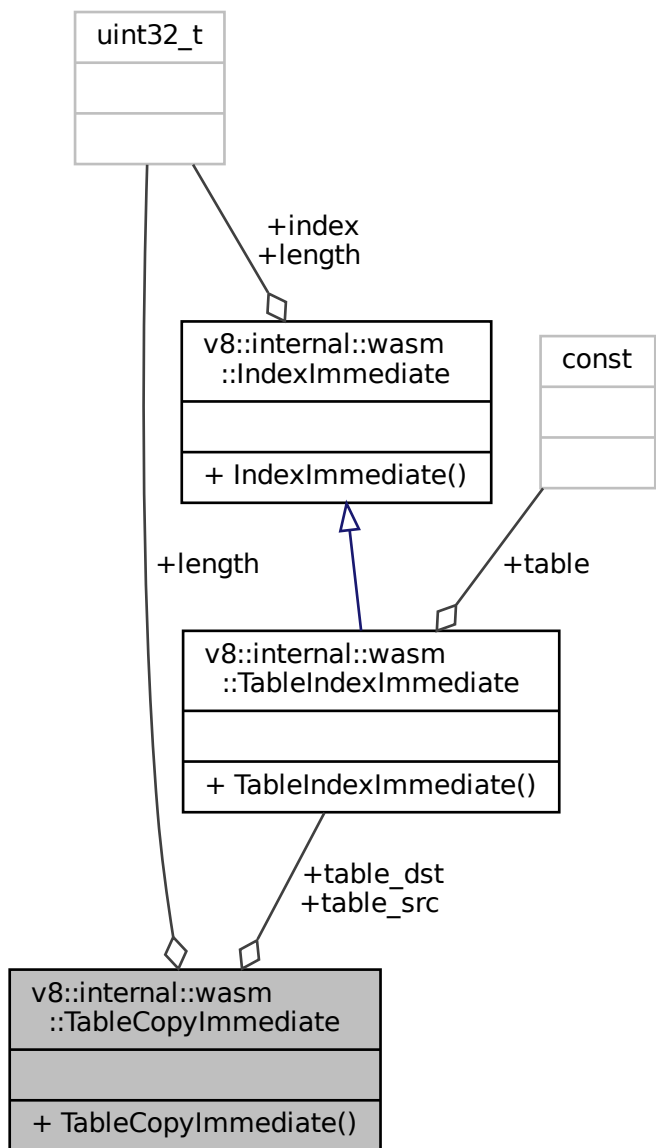 uint32_t
+index
+length
v8::internal::wasm
::IndexImmediate
+ IndexImmediate()
const
+length
+table
v8::internal::wasm
::TableIndexImmediate
+ TableIndexImmediate()
+table_dst
+table_src
v8::internal::wasm
::TableCopyImmediate
+ TableCopyImmediate()